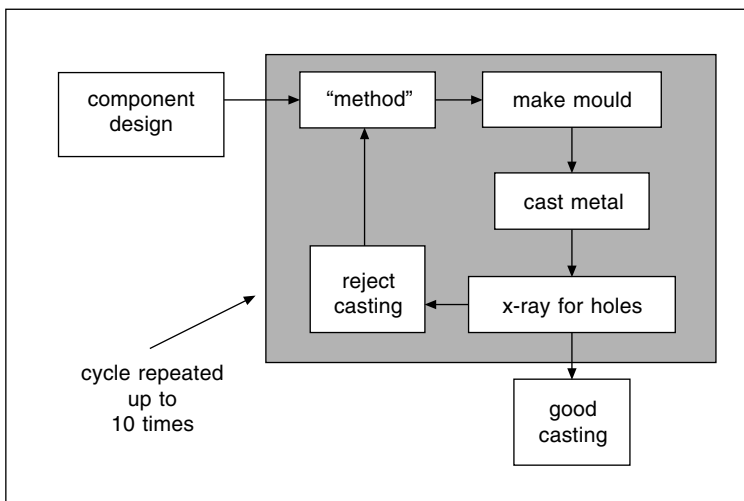 component
design
“method”
make mould
cast metal
x-ray for holes
reject
casting
good
casting
cycle repeated
up to
10 times